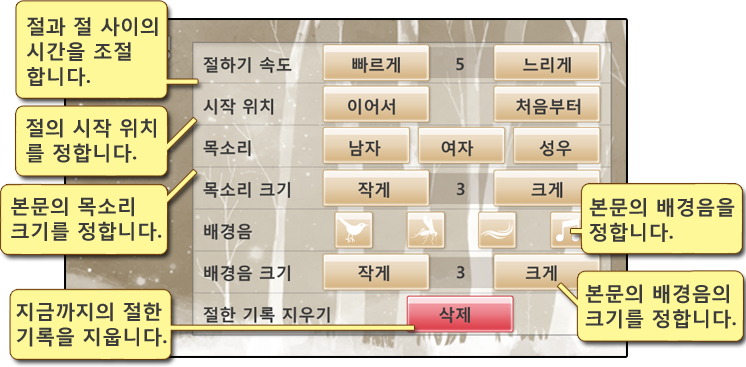 절과 절 사이의
시간을 조절
합니다.
절하기 속도 빠르게 5 느리게
시작 위치 이어서 처음부터
절의 시작 위치
를 정합니다.
목소리 남자 여자 성우
목소리 크기 작게 3 크게
본문의 목소리
크기를 정합니다.
배경음
본문의 배경음을
정합니다.
배경음 크기 작게 3 크게
본문의 배경음의
크기를 정합니다.
지금까지의 절한
기록을 지웁니다.
절한 기록 지우기 삭제